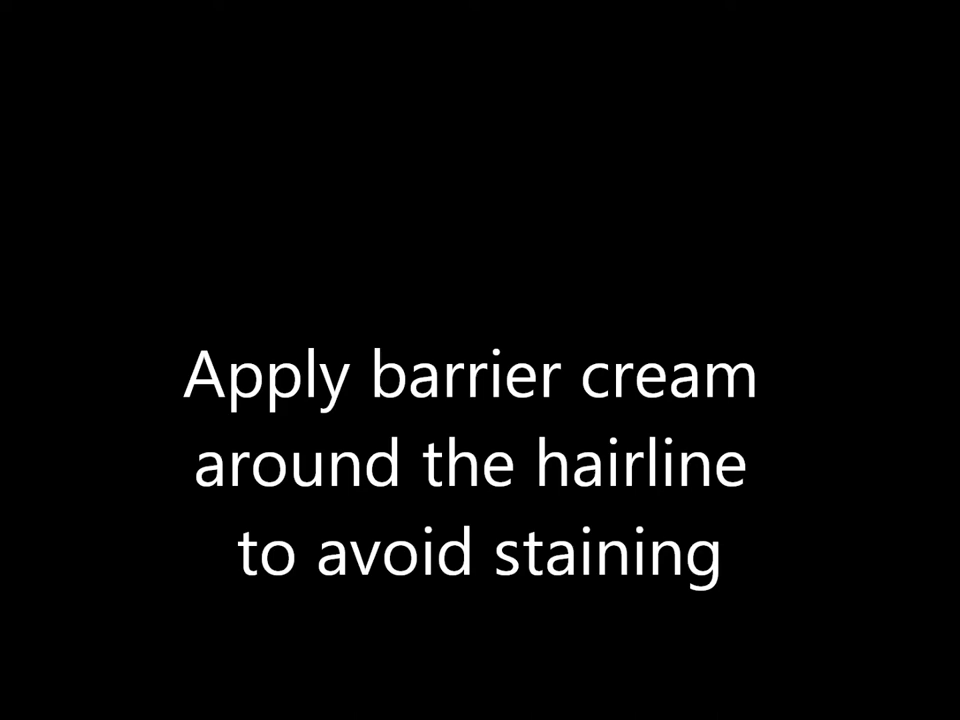 Apply barrier cream
around the hairline
to avoid staining